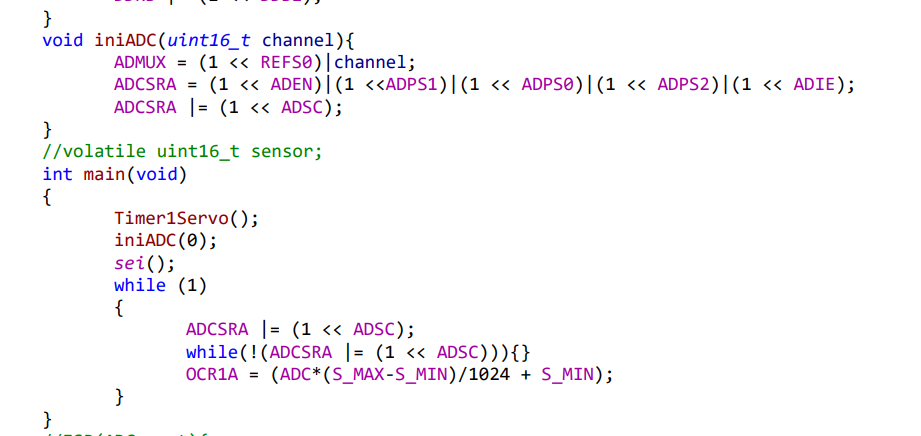 }
void iniADC(uint16_t channel){
ADMUX = (1 << REFS0)|channel;
ADCSRA = (1 << ADEN)|(1 <<ADPS1)|(1 << ADPS0)|(1 << ADPS2)|(1 << ADIE);
ADCSRA |= (1 << ADSC);
}
//volatile uint16_t sensor;
int main(void)
{
Timer1Servo();
iniADC(0);
sei();
while (1)
{
ADCSRA |= (1 << ADSC);
while(!(ADCSRA |= (1 << ADSC))){}
OCR1A = (ADC*(S_MAX-S_MIN)/1024 + S_MIN);
}
}